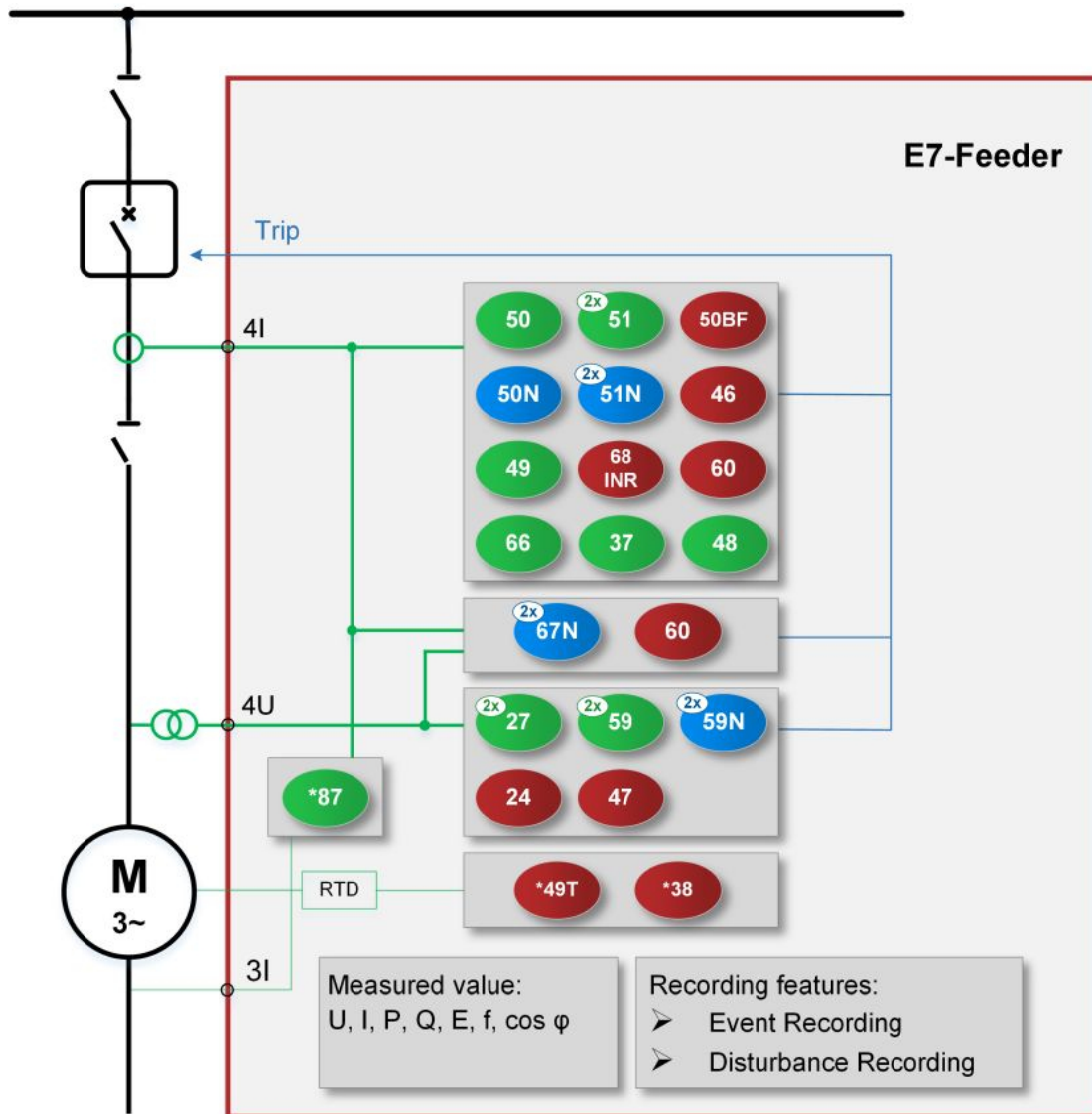 E7-Feeder
Trip
4I
50
2x
51
50BF
50N
2x
51N
46
49
68
INR
60
66
37
48
2x
67N
60
4U
2x
27
2x
59
2x
59N
*87
24
47
M
3~
RTD
*49T
*38
3I
Measured value:
U, I, P, Q, E, f, cos φ
Recording features:
➢ Event Recording
➢ Disturbance Recording